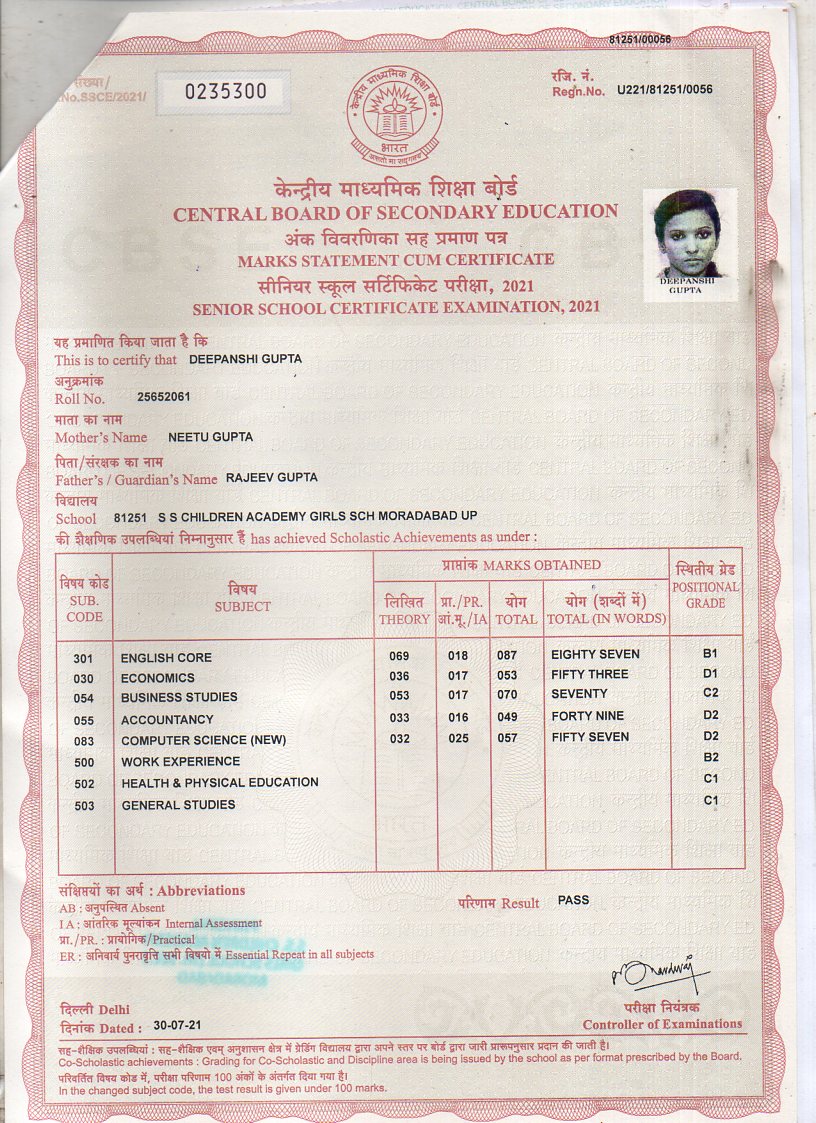 81251/00056
संख्या/
.No.SSCE/2021/
0235300
रजि. नं.
Regn.No. U221/81251/0056
केन्द्रीय माध्यमिक शिक्षा बोर्ड
भारत
असतो मा सद्गमय
केन्द्रीय माध्यमिक शिक्षा बोर्ड
CENTRAL BOARD OF SECONDARY EDUCATION
अंक विवरणिका सह प्रमाण पत्र
MARKS STATEMENT CUM CERTIFICATE
सीनियर स्कूल सर्टिफिकेट परीक्षा, 2021
SENIOR SCHOOL CERTIFICATE EXAMINATION, 2021
DEEPANSHI
GUPTA
यह प्रमाणित किया जाता है कि
This is to certify that DEEPANSHI GUPTA
अनुक्रमांक
Roll No. 25652061
माता का नाम
Mother's Name NEETU GUPTA
पिता/संरक्षक का नाम
Father's / Guardian's Name RAJEEV GUPTA
विद्यालय
School 81251 S S CHILDREN ACADEMY GIRLS SCH MORADABAD UP
की शैक्षणिक उपलब्धियां निम्नानुसार हैं has achieved Scholastic Achievements as under :
विषय कोड
SUB.
CODE
विषय
SUBJECT
प्राप्तांक MARKS OBTAINED
लिखित
THEORY
प्रा./PR.
आं.मू./IA
योग
TOTAL
योग (शब्दों में)
TOTAL (IN WORDS)
स्थितीय ग्रेड
POSITIONAL
GRADE
301 ENGLISH CORE 069 018 087 EIGHTY SEVEN B1
030 ECONOMICS 036 017 053 FIFTY THREE D1
054 BUSINESS STUDIES 053 017 070 SEVENTY C2
055 ACCOUNTANCY 033 016 049 FORTY NINE D2
083 COMPUTER SCIENCE (NEW) 032 025 057 FIFTY SEVEN D2
500 WORK EXPERIENCE B2
502 HEALTH & PHYSICAL EDUCATION C1
503 GENERAL STUDIES C1
संक्षिप्तियों का अर्थ : Abbreviations
AB : अनुपस्थित Absent
I A : आंतरिक मूल्यांकन Internal Assessment
प्रा./PR. : प्रायोगिक/Practical
ER : अनिवार्य पुनरावृत्ति सभी विषयों में Essential Repeat in all subjects
परिणाम Result PASS
दिल्ली Delhi
दिनांक Dated : 30-07-21
परीक्षा नियंत्रक
Controller of Examinations
सह-शैक्षिक उपलब्धियां : सह-शैक्षिक एवम् अनुशासन क्षेत्र में ग्रेडिंग विद्यालय द्वारा अपने स्तर पर बोर्ड द्वारा जारी प्रारूपनुसार प्रदान की जाती है।
Co-Scholastic achievements : Grading for Co-Scholastic and Discipline area is being issued by the school as per format prescribed by the Board.
परिवर्तित विषय कोड में, परीक्षा परिणाम 100 अंकों के अंतर्गत दिया गया है।
In the changed subject code, the test result is given under 100 marks.